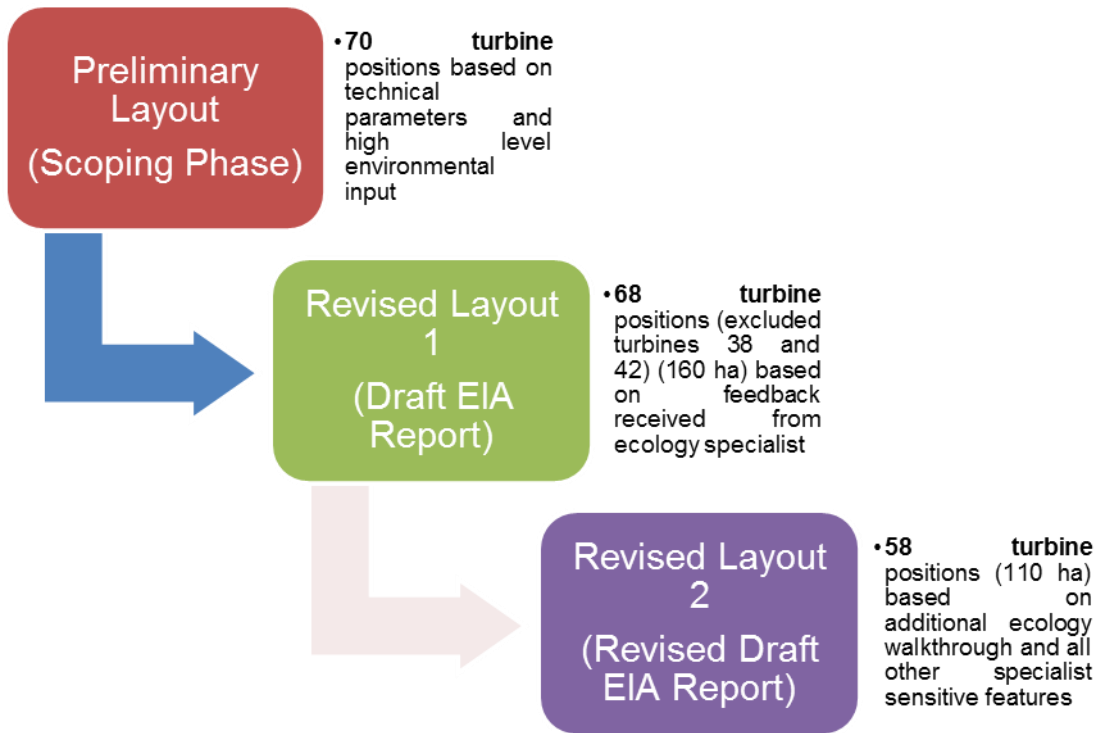 Preliminary
Layout
(Scoping Phase)
•70 turbine
positions based on
technical
parameters and
high level
environmental
input
Revised Layout
1
(Draft EIA
Report)
•68 turbine
positions (excluded
turbines 38 and
42) (160 ha) based
on feedback
received from
ecology specialist
Revised Layout
2
(Revised Draft
EIA Report)
•58 turbine
positions (110 ha)
based on
additional ecology
walkthrough and all
other specialist
sensitive features